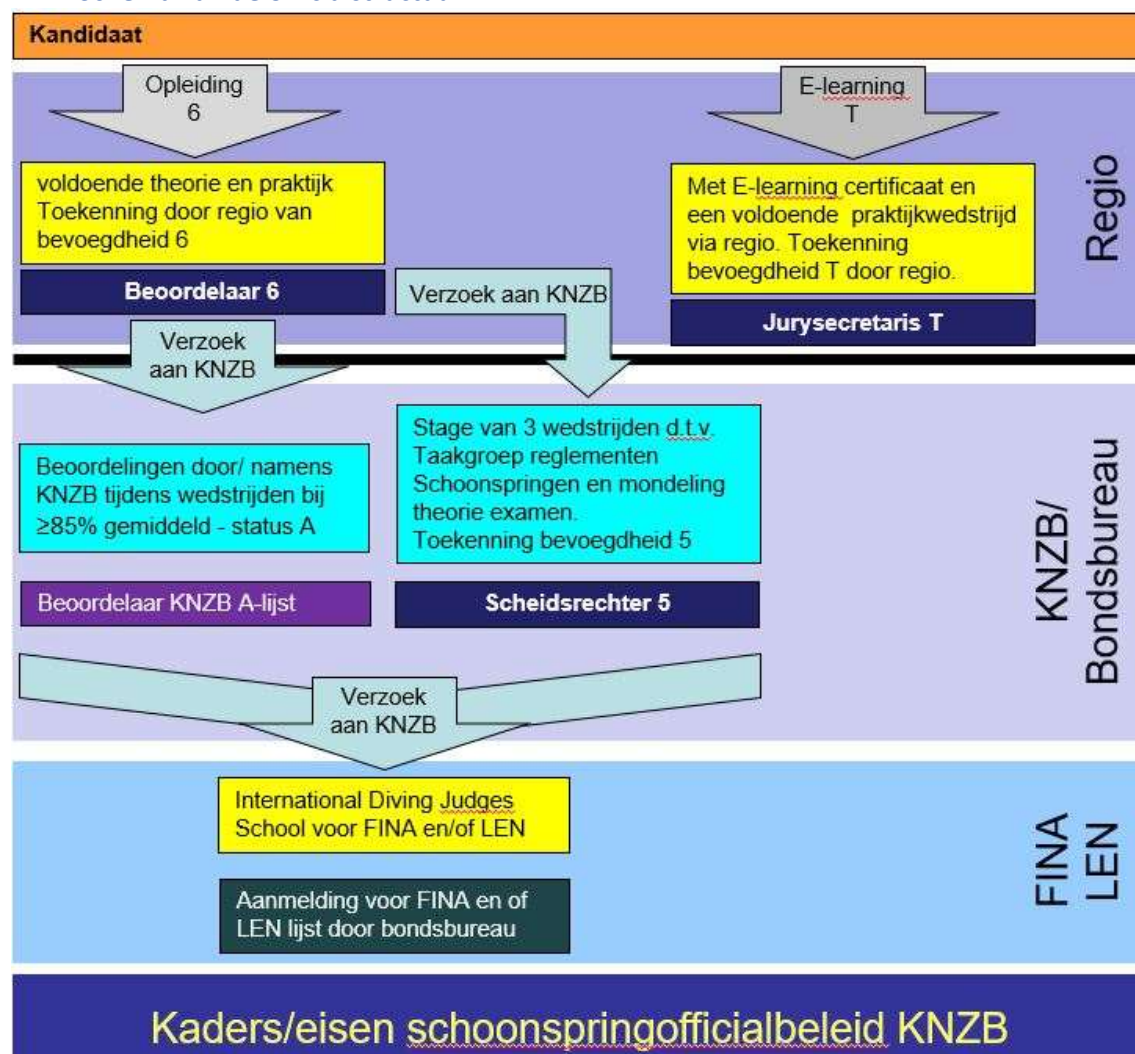 Kandidaat
Opleiding
6
E-learning
T
voldoende theorie en praktijk
Toekenning door regio van
bevoegdheid 6
Beoordelaar 6
Verzoek aan KNZB
Met E-learning certificaat en
een voldoende praktijkwedstrijd
via regio. Toekenning
bevoegdheid T door regio.
Jurysecretaris T
Regio
Verzoek
aan KNZB
Beoordelingen door/ namens
KNZB tijdens wedstrijden bij
≥85% gemiddeld - status A
Beoordelaar KNZB A-lijst
Stage van 3 wedstrijden d.t.v.
Taakgroep reglementen
Schoonspringen en mondeling
theorie examen.
Toekenning bevoegdheid 5
Scheidsrechter 5
KNZB/
Bondsbureau
Verzoek
aan KNZB
International Diving Judges
School voor FINA en/of LEN
Aanmelding voor FINA en of
LEN lijst door bondsbureau
FINA
LEN
Kaders/eisen schoonspringofficialbeleid KNZB